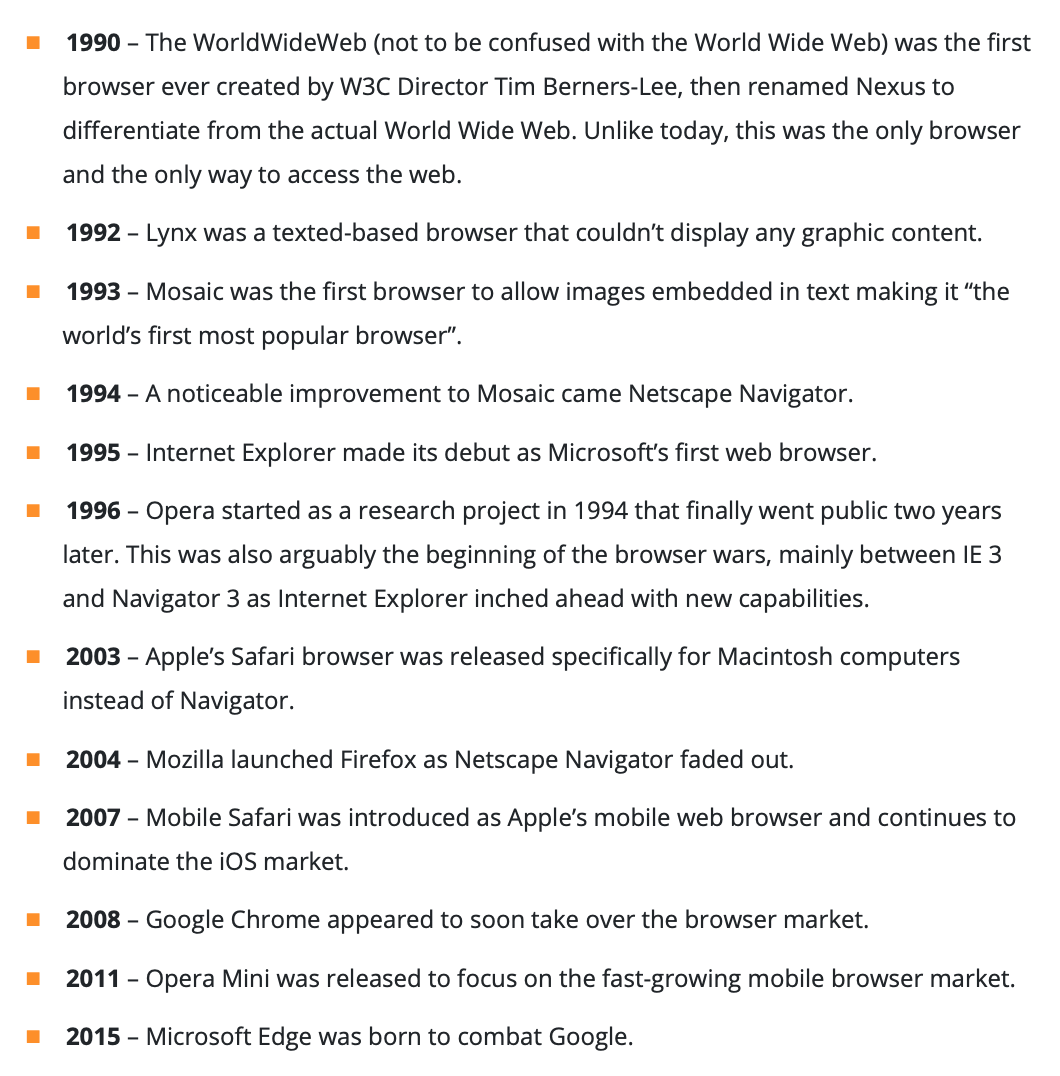 1990 – The WorldWideWeb (not to be confused with the World Wide Web) was the first
browser ever created by W3C Director Tim Berners-Lee, then renamed Nexus to
differentiate from the actual World Wide Web. Unlike today, this was the only browser
and the only way to access the web.
1992 – Lynx was a texted-based browser that couldn’t display any graphic content.
1993 – Mosaic was the first browser to allow images embedded in text making it “the
world’s first most popular browser”.
1994 – A noticeable improvement to Mosaic came Netscape Navigator.
1995 – Internet Explorer made its debut as Microsoft’s first web browser.
1996 – Opera started as a research project in 1994 that finally went public two years
later. This was also arguably the beginning of the browser wars, mainly between IE 3
and Navigator 3 as Internet Explorer inched ahead with new capabilities.
2003 – Apple’s Safari browser was released specifically for Macintosh computers
instead of Navigator.
2004 – Mozilla launched Firefox as Netscape Navigator faded out.
2007 – Mobile Safari was introduced as Apple’s mobile web browser and continues to
dominate the iOS market.
2008 – Google Chrome appeared to soon take over the browser market.
2011 – Opera Mini was released to focus on the fast-growing mobile browser market.
2015 – Microsoft Edge was born to combat Google.